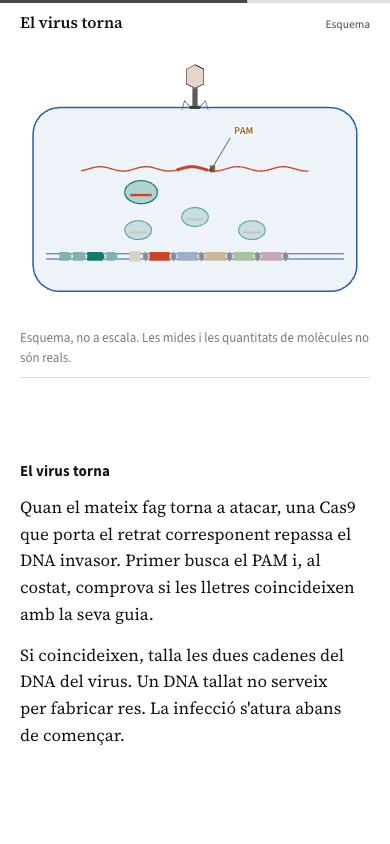 El virus torna
Esquema
PAM
Esquema, no a escala. Les mides i les quantitats de molècules no
són reals.
El virus torna
Quan el mateix fag torna a atacar, una Cas9
que porta el retrat corresponent repassa el
DNA invasor. Primer busca el PAM i, al
costat, comprova si les lletres coincideixen
amb la seva guia.
Si coincideixen, talla les dues cadenes del
DNA del virus. Un DNA tallat no serveix
per fabricar res. La infecció s'atura abans
de començar.